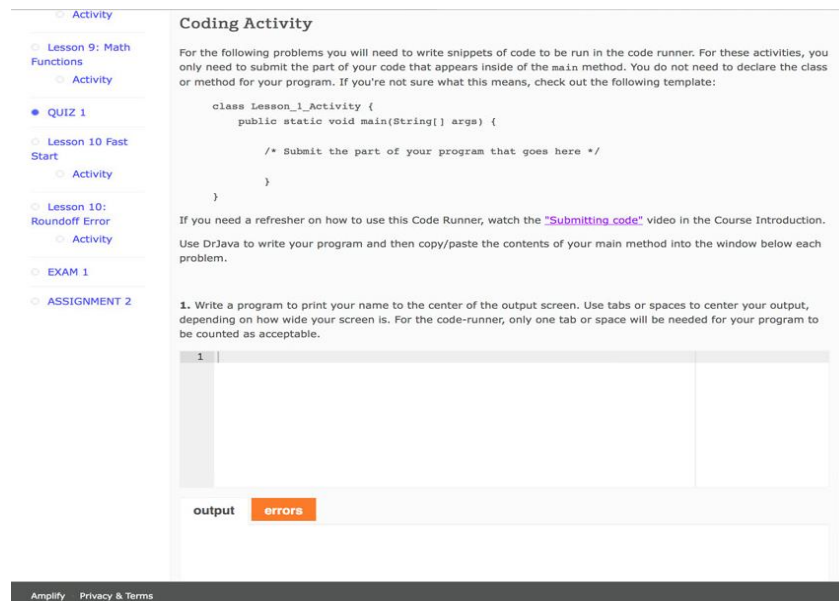 Activity
Lesson 9: Math
Functions
Activity
QUIZ 1
Lesson 10 Fast
Start
Activity
Lesson 10:
Roundoff Error
Activity
EXAM 1
ASSIGNMENT 2
Coding Activity
For the following problems you will need to write snippets of code to be run in the code runner. For these activities, you
only need to submit the part of your code that appears inside of the main method. You do not need to declare the class
or method for your program. If you're not sure what this means, check out the following template:
class Lesson_1_Activity {
public static void main(String[] args) {
/* Submit the part of your program that goes here */
}
}
If you need a refresher on how to use this Code Runner, watch the "Submitting code" video in the Course Introduction.
Use DrJava to write your program and then copy/paste the contents of your main method into the window below each
problem.
1. Write a program to print your name to the center of the output screen. Use tabs or spaces to center your output,
depending on how wide your screen is. For the code-runner, only one tab or space will be needed for your program to
be counted as acceptable.
1
output errors
Amplify Privacy & Terms